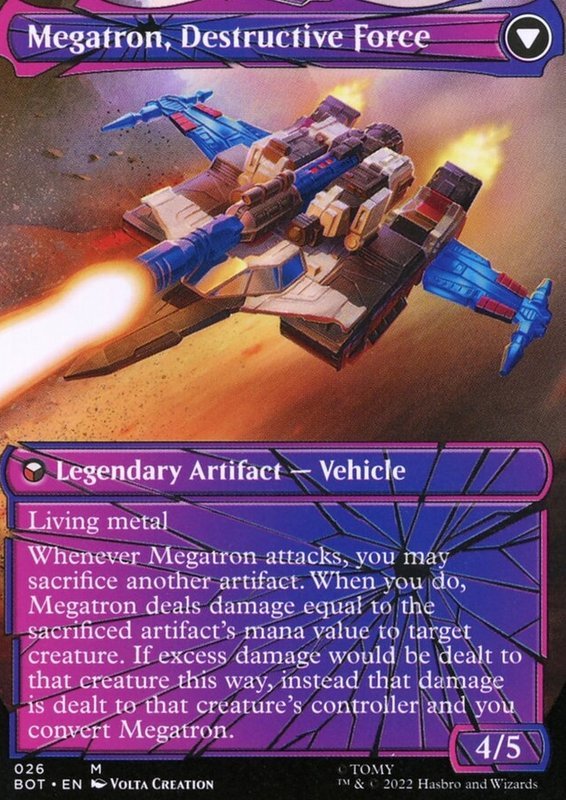 Megatron, Destructive Force
Legendary Artifact — Vehicle
Living metal
Whenever Megatron attacks, you may
sacrifice another artifact. When you do,
Megatron deals damage equal to the
sacrificed artifact's mana value to target
creature. If excess damage would be dealt to
that creature this way, instead that damage
is dealt to that creature's controller and you
convert Megatron.
4/5
026 M
BOT • EN VOLTA CREATION
© TOMY
™ & © 2022 Hasbro and Wizards